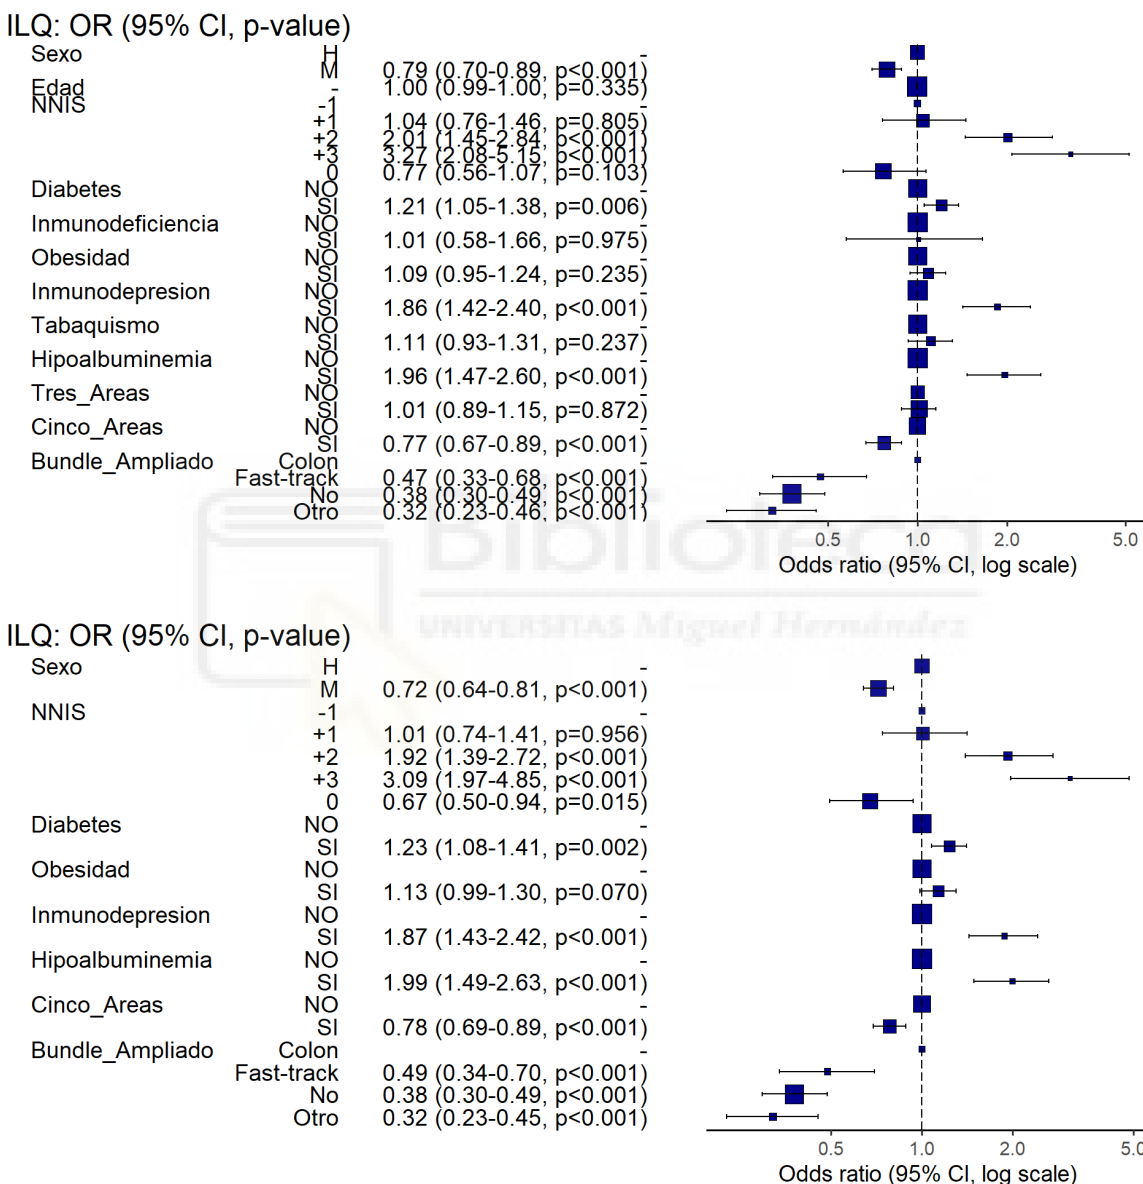 ILQ: OR (95% CI, p-value)
Sexo H -
M 0.79 (0.70-0.89, p<0.001)
Edad - 1.00 (0.99-1.00, p=0.335)
NNIS -1 -
+1 1.04 (0.76-1.46, p=0.805)
+2 2.01 (1.45-2.84, p<0.001)
+3 3.27 (2.08-5.15, p<0.001)
0 0.77 (0.56-1.07, p=0.103)
Diabetes NO -
SI 1.21 (1.05-1.38, p=0.006)
Inmunodeficiencia NO -
SI 1.01 (0.58-1.66, p=0.975)
Obesidad NO -
SI 1.09 (0.95-1.24, p=0.235)
Inmunodepresion NO -
SI 1.86 (1.42-2.40, p<0.001)
Tabaquismo NO -
SI 1.11 (0.93-1.31, p=0.237)
Hipoalbuminemia NO -
SI 1.96 (1.47-2.60, p<0.001)
Tres_Areas NO -
SI 1.01 (0.89-1.15, p=0.872)
Cinco_Areas NO -
SI 0.77 (0.67-0.89, p<0.001)
Bundle_Ampliado Colon -
Fast-track 0.47 (0.33-0.68, p<0.001)
No 0.38 (0.30-0.49, p<0.001)
Otro 0.32 (0.23-0.46, p<0.001)
0.5 1.0 2.0 5.0
Odds ratio (95% CI, log scale)
Biblioteca
UNIVERSITAS Miguel Hernández
ILQ: OR (95% CI, p-value)
Sexo H -
M 0.72 (0.64-0.81, p<0.001)
NNIS -1 -
+1 1.01 (0.74-1.41, p=0.956)
+2 1.92 (1.39-2.72, p<0.001)
+3 3.09 (1.97-4.85, p<0.001)
0 0.67 (0.50-0.94, p=0.015)
Diabetes NO -
SI 1.23 (1.08-1.41, p=0.002)
Obesidad NO -
SI 1.13 (0.99-1.30, p=0.070)
Inmunodepresion NO -
SI 1.87 (1.43-2.42, p<0.001)
Hipoalbuminemia NO -
SI 1.99 (1.49-2.63, p<0.001)
Cinco_Areas NO -
SI 0.78 (0.69-0.89, p<0.001)
Bundle_Ampliado Colon -
Fast-track 0.49 (0.34-0.70, p<0.001)
No 0.38 (0.30-0.49, p<0.001)
Otro 0.32 (0.23-0.45, p<0.001)
0.5 1.0 2.0 5.0
Odds ratio (95% CI, log scale)